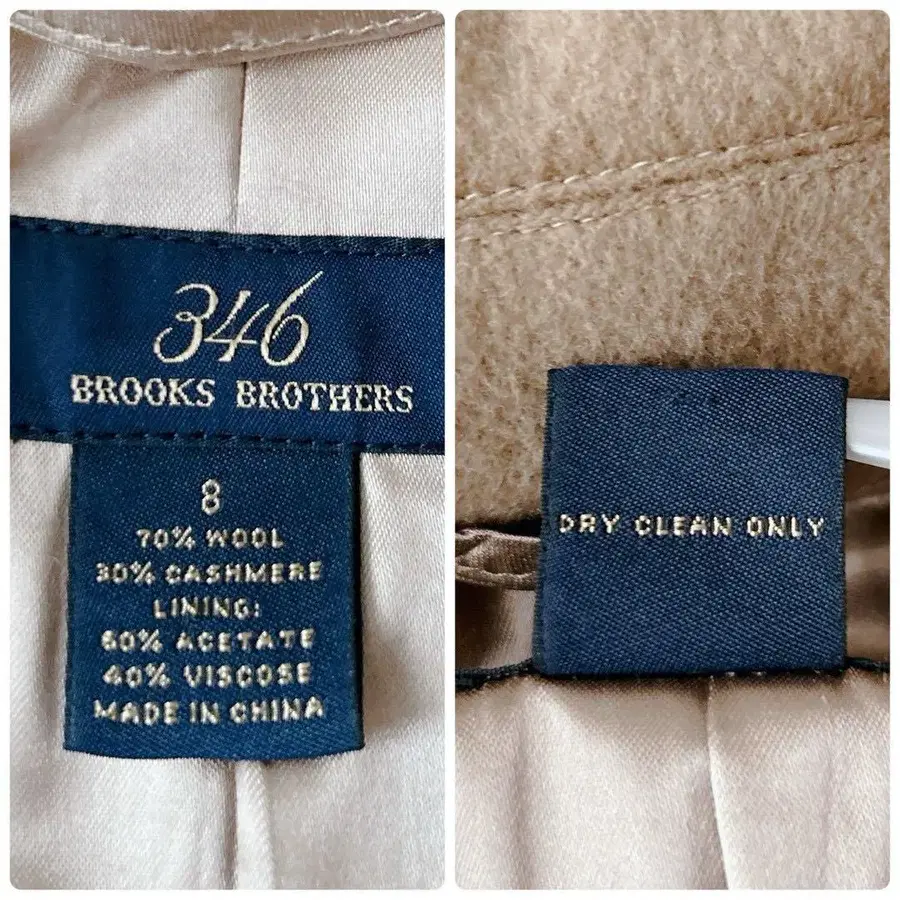 346
BROOKS BROTHERS
8
70% WOOL
30% CASHMERE
LINING:
60% ACETATE
40% VISCOSE
MADE IN CHINA
DRY CLEAN ONLY